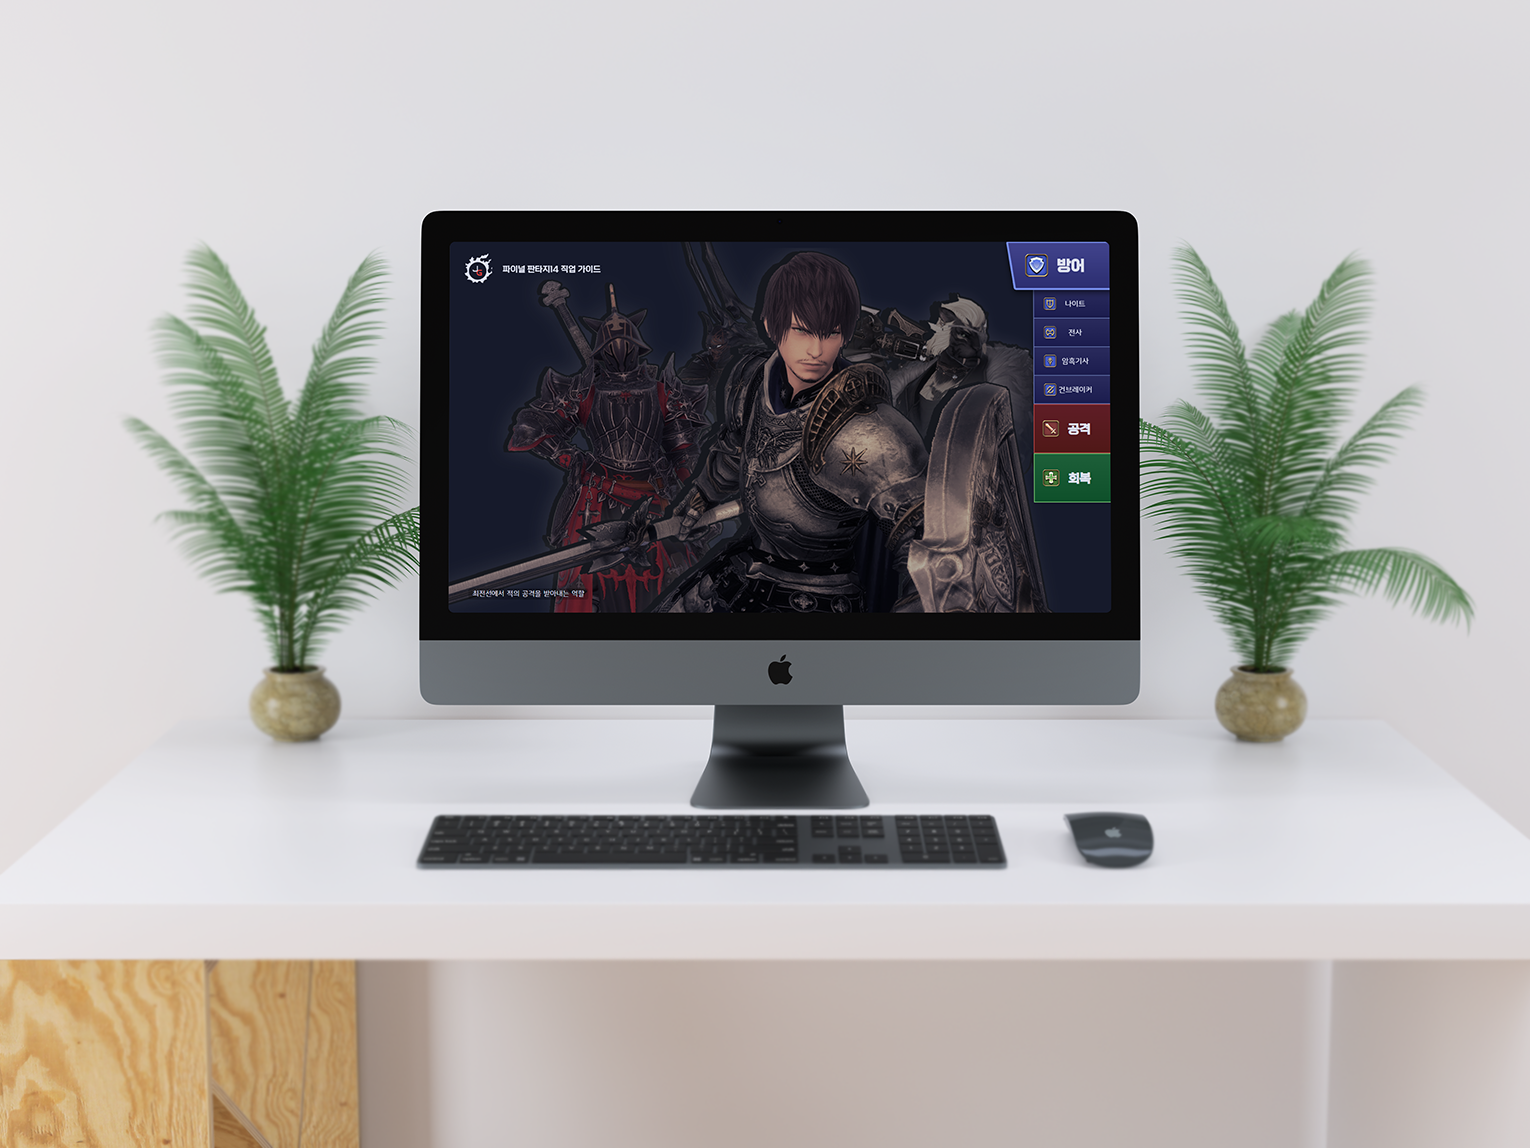 파이널 판타지14 직업 가이드
방어
나이트
전사
암흑기사
건브레이커
공격
회복
최전선에서 적의 공격을 받아내는 역할